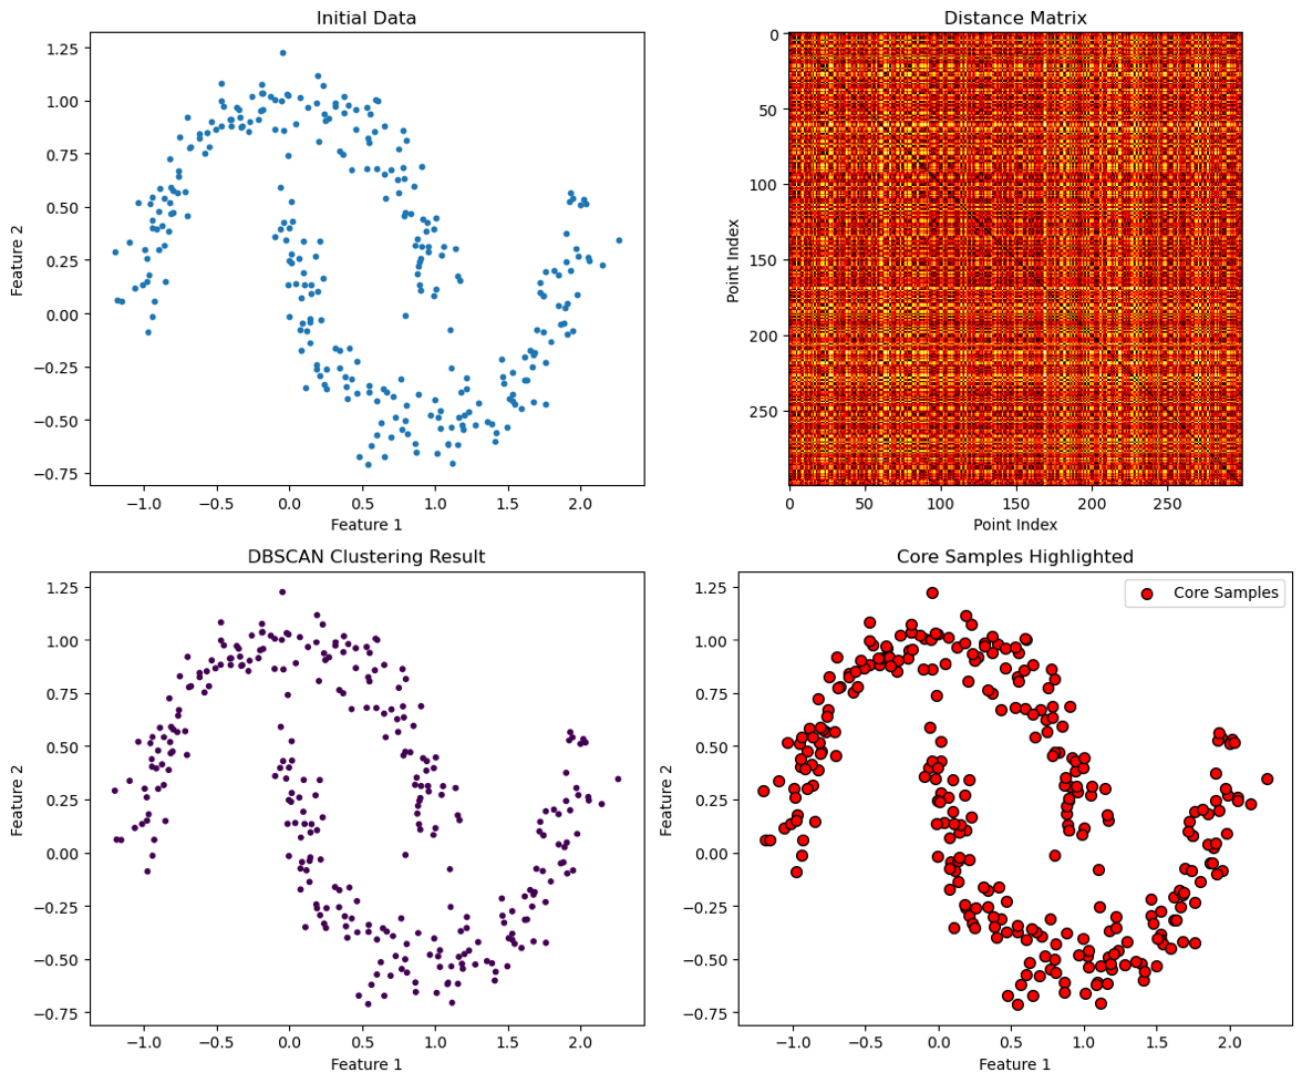 Initial Data
Feature 2
1.25
1.00
0.75
0.50
0.25
0.00
−0.25
−0.50
−0.75
−1.0 −0.5 0.0 0.5 1.0 1.5 2.0
Feature 1
Distance Matrix
Point Index
0
50
100
150
200
250
0 50 100 150 200 250
Point Index
DBSCAN Clustering Result
Feature 2
1.25
1.00
0.75
0.50
0.25
0.00
−0.25
−0.50
−0.75
−1.0 −0.5 0.0 0.5 1.0 1.5 2.0
Feature 1
Core Samples Highlighted
Core Samples
Feature 2
1.25
1.00
0.75
0.50
0.25
0.00
−0.25
−0.50
−0.75
−1.0 −0.5 0.0 0.5 1.0 1.5 2.0
Feature 1